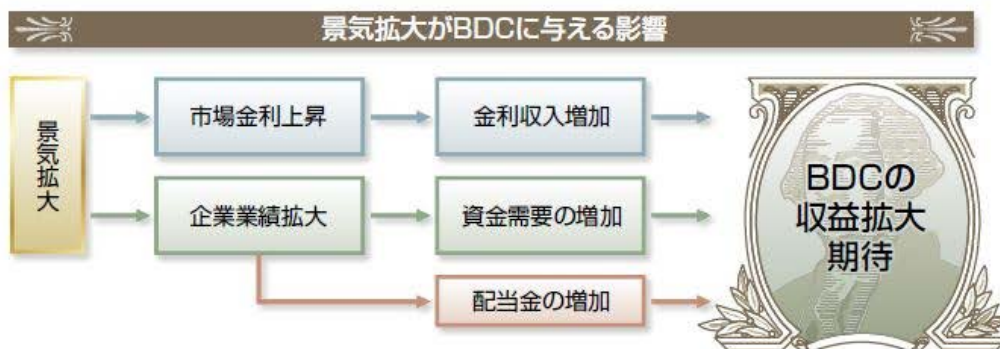 景気拡大がBDCに与える影響
景気拡大
市場金利上昇
金利収入増加
企業業績拡大
資金需要の増加
配当金の増加
BDCの
収益拡大
期待